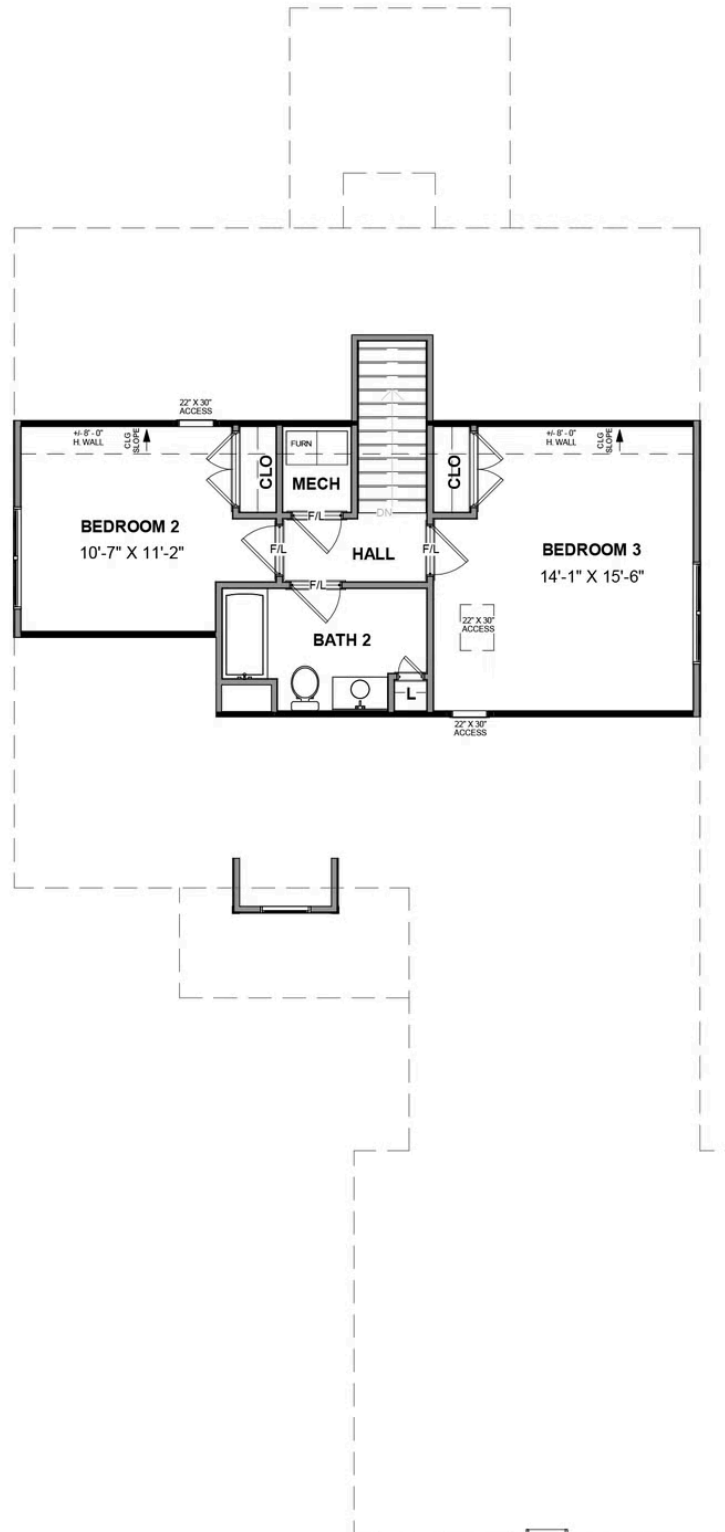 22" X 30"
ACCESS
+/- 8' - 0"
H. WALL
CLG
SLOPE
CLO
FURN
MECH
CLO
+/- 8' - 0"
H. WALL
CLG
SLOPE
BEDROOM 2
10'-7" X 11'-2"
F/L
DN
F/L
HALL
F/L
BEDROOM 3
14'-1" X 15'-6"
F/L
BATH 2
22" X 30"
ACCESS
L
22" X 30"
ACCESS